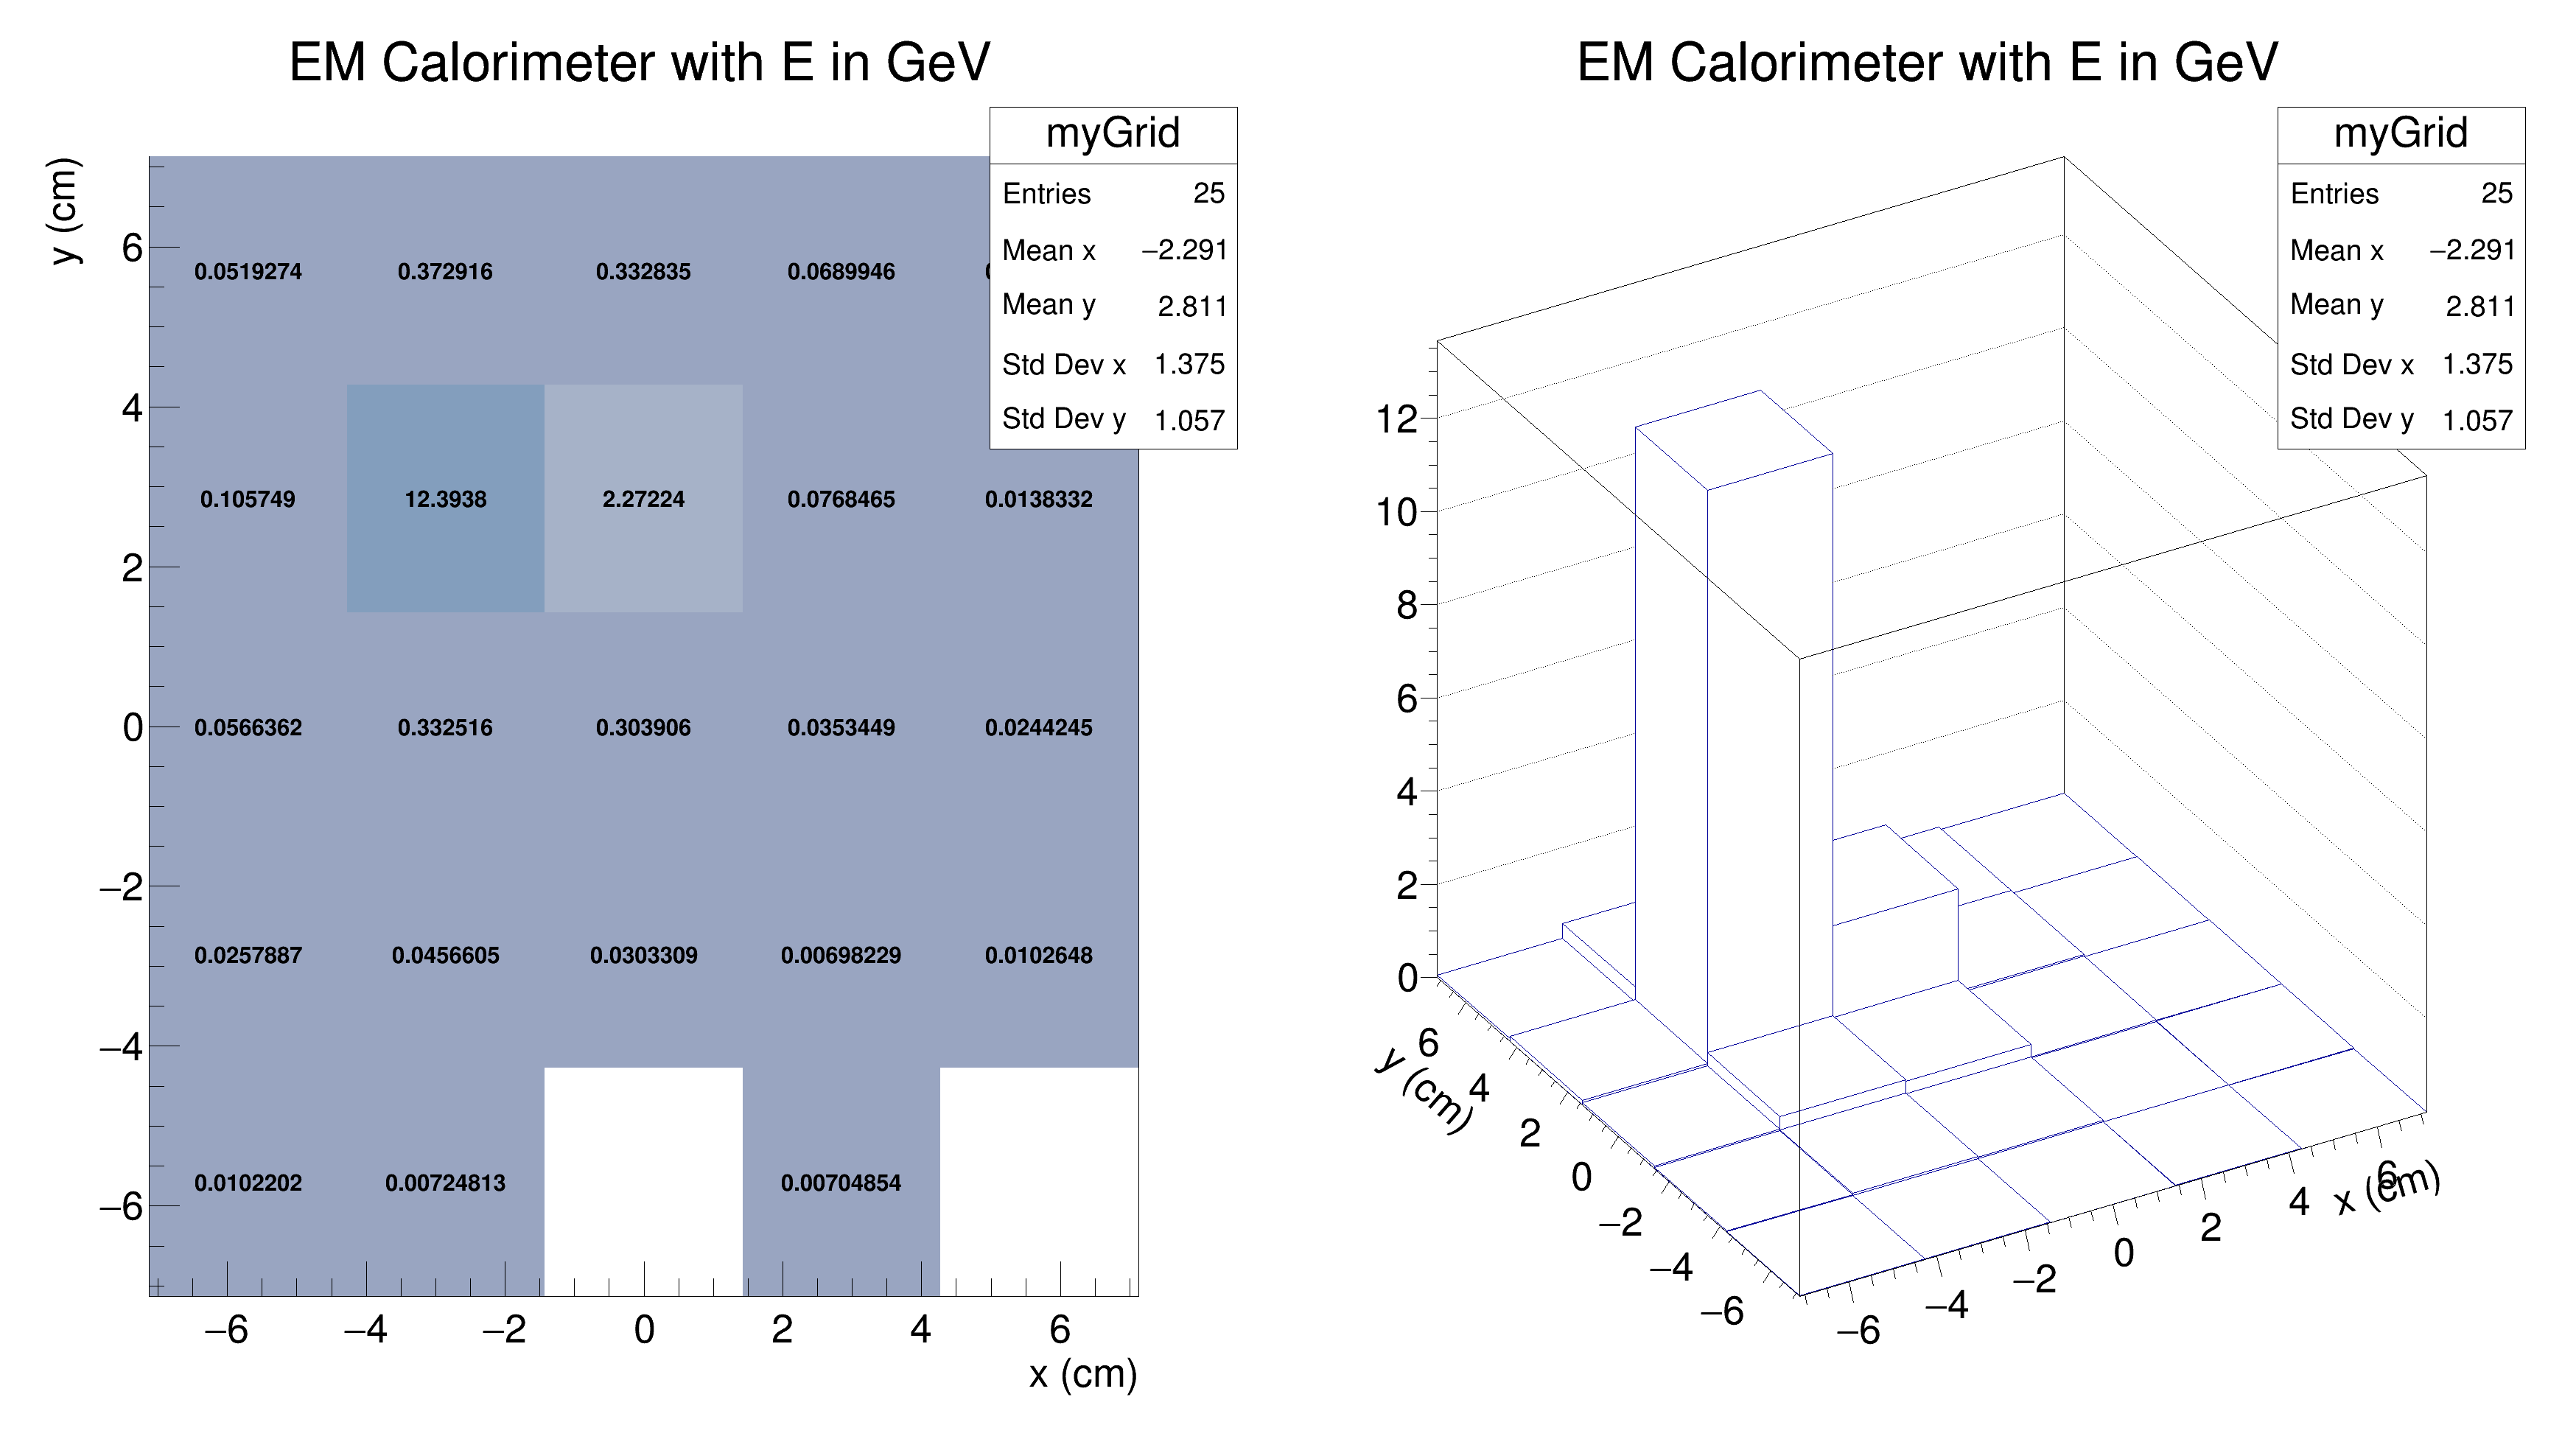 EM Calorimeter with E in GeV
myGrid
Entries 25
Mean x −2.291
Mean y 2.811
Std Dev x 1.375
Std Dev y 1.057
y (cm)
6
4
2
0
−2
−4
−6
0.0519274 0.372916 0.332835 0.0689946
0.105749 12.3938 2.27224 0.0768465 0.0138332
0.0566362 0.332516 0.303906 0.0353449 0.0244245
0.0257887 0.0456605 0.0303309 0.00698229 0.0102648
0.0102202 0.00724813 0.00704854
−6 −4 −2 0 2 4 6
x (cm)
EM Calorimeter with E in GeV
myGrid
Entries 25
Mean x −2.291
Mean y 2.811
Std Dev x 1.375
Std Dev y 1.057
12
10
8
6
4
2
0
y (cm)
6
4
2
0
−2
−4
−6
−6
−4
−2
0
2
4
6
x (cm)